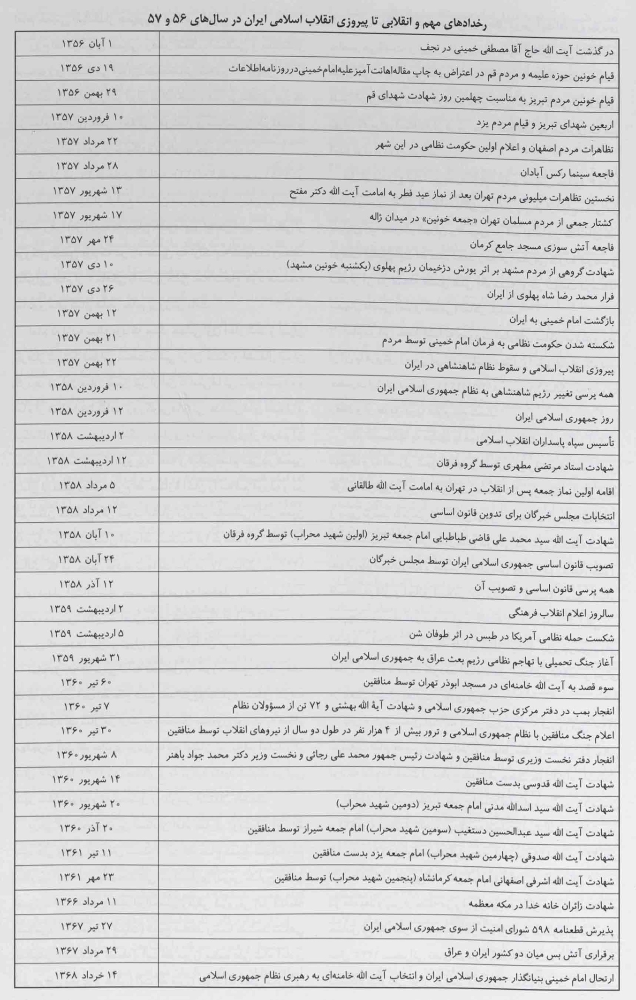 رخدادهای مهم و انقلابی تا پیروزی انقلاب اسلامی ایران در سال‌های ۵۶ و ۵۷
در گذشت آیت الله حاج آقا مصطفی خمینی در نجف ۱ آبان ۱۳۵۶
قیام خونین حوزه علیمه و مردم قم در اعتراض به چاپ مقاله اهانت آمیز علیه امام خمینی در روزنامه اطلاعات ۱۹ دی ۱۳۵۶
قیام خونین مردم تبریز به مناسبت چهلمین روز شهادت شهدای قم ۲۹ بهمن ۱۳۵۶
اربعین شهدای تبریز و قیام مردم یزد ۱۰ فروردین ۱۳۵۷
تظاهرات مردم اصفهان و اعلام اولین حکومت نظامی در این شهر ۲۲ مرداد ۱۳۵۷
فاجعه سینما رکس آبادان ۲۸ مرداد ۱۳۵۷
نخستین تظاهرات میلیونی مردم تهران بعد از نماز عید فطر به امامت آیت الله دکتر مفتح ۱۳ شهریور ۱۳۵۷
کشتار جمعی از مردم مسلمان تهران «جمعه خونین» در میدان ژاله ۱۷ شهریور ۱۳۵۷
فاجعه آتش سوزی مسجد جامع کرمان ۲۴ مهر ۱۳۵۷
شهادت گروهی از مردم مشهد بر اثر یورش دژخیمان رژیم پهلوی (یکشنبه خونین مشهد) ۱۰ دی ۱۳۵۷
فرار محمد رضا شاه پهلوی از ایران ۲۶ دی ۱۳۵۷
بازگشت امام خمینی به ایران ۱۲ بهمن ۱۳۵۷
شکسته شدن حکومت نظامی به فرمان امام خمینی توسط مردم ۲۱ بهمن ۱۳۵۷
پیروزی انقلاب اسلامی و سقوط نظام شاهنشاهی در ایران ۲۲ بهمن ۱۳۵۷
همه پرسی تغییر رژیم شاهنشاهی به نظام جمهوری اسلامی ایران ۱۰ فروردین ۱۳۵۸
روز جمهوری اسلامی ایران ۱۲ فروردین ۱۳۵۸
تأسیس سپاه پاسداران انقلاب اسلامی ۲ اردیبهشت ۱۳۵۸
شهادت استاد مرتضی مطهری توسط گروه فرقان ۱۲ اردیبهشت ۱۳۵۸
اقامه اولین نماز جمعه پس از انقلاب در تهران به امامت آیت الله طالقانی ۵ مرداد ۱۳۵۸
انتخابات مجلس خبرگان برای تدوین قانون اساسی ۱۲ مرداد ۱۳۵۸
شهادت آیت الله سید محمد علی قاضی طباطبایی امام جمعه تبریز (اولین شهید محراب) توسط گروه فرقان ۱۰ آبان ۱۳۵۸
تصویب قانون اساسی جمهوری اسلامی ایران توسط مجلس خبرگان ۲۴ آبان ۱۳۵۸
همه پرسی قانون اساسی و تصویب آن ۱۲ آذر ۱۳۵۸
سالروز اعلام انقلاب فرهنگی ۲ اردیبهشت ۱۳۵۹
شکست حمله نظامی آمریکا در طبس در اثر طوفان شن ۵ اردیبهشت ۱۳۵۹
آغاز جنگ تحمیلی با تهاجم نظامی رژیم بعث عراق به جمهوری اسلامی ایران ۳۱ شهریور ۱۳۵۹
سوء قصد به آیت الله خامنه‌ای در مسجد ابوذر تهران توسط منافقین ۶۰ تیر ۱۳۶۰
انفجار بمب در دفتر مرکزی حزب جمهوری اسلامی و شهادت آیة الله بهشتی و ۷۲ تن از مسؤولان نظام ۷ تیر ۱۳۶۰
اعلام جنگ منافقین با نظام جمهوری اسلامی و ترور بیش از ۴ هزار نفر در طول دو سال از نیروهای انقلاب توسط منافقین ۳۰ تیر ۱۳۶۰
انفجار دفتر نخست وزیری توسط منافقین و شهادت رئیس جمهور محمد علی رجائی و نخست وزیر دکتر محمد جواد باهنر ۸ شهریور ۱۳۶۰
شهادت آیت الله قدوسی بدست منافقین ۱۴ شهریور ۱۳۶۰
شهادت آیت الله سید اسدالله مدنی امام جمعه تبریز (دومین شهید محراب) ۲۰ شهریور ۱۳۶۰
شهادت آیت الله سید عبدالحسین دستغیب (سومین شهید محراب) امام جمعه شیراز توسط منافقین ۲۰ آذر ۱۳۶۰
شهادت آیت الله صدوقی (چهارمین شهید محراب) امام جمعه یزد بدست منافقین ۱۱ تیر ۱۳۶۱
شهادت آیت الله اشرفی اصفهانی امام جمعه کرمانشاه (پنجمین شهید محراب) توسط منافقین ۲۳ مهر ۱۳۶۱
شهادت زائران خانه خدا در مکه معظمه ۱۱ مرداد ۱۳۶۶
پذیرش قطعنامه ۵۹۸ شورای امنیت از سوی جمهوری اسلامی ایران ۲۷ تیر ۱۳۶۷
برقراری آتش بس میان دو کشور ایران و عراق ۲۹ مرداد ۱۳۶۷
ارتحال امام خمینی بنیانگذار جمهوری اسلامی ایران و انتخاب آیت الله خامنه‌ای به رهبری نظام جمهوری اسلامی ۱۴ خرداد ۱۳۶۸